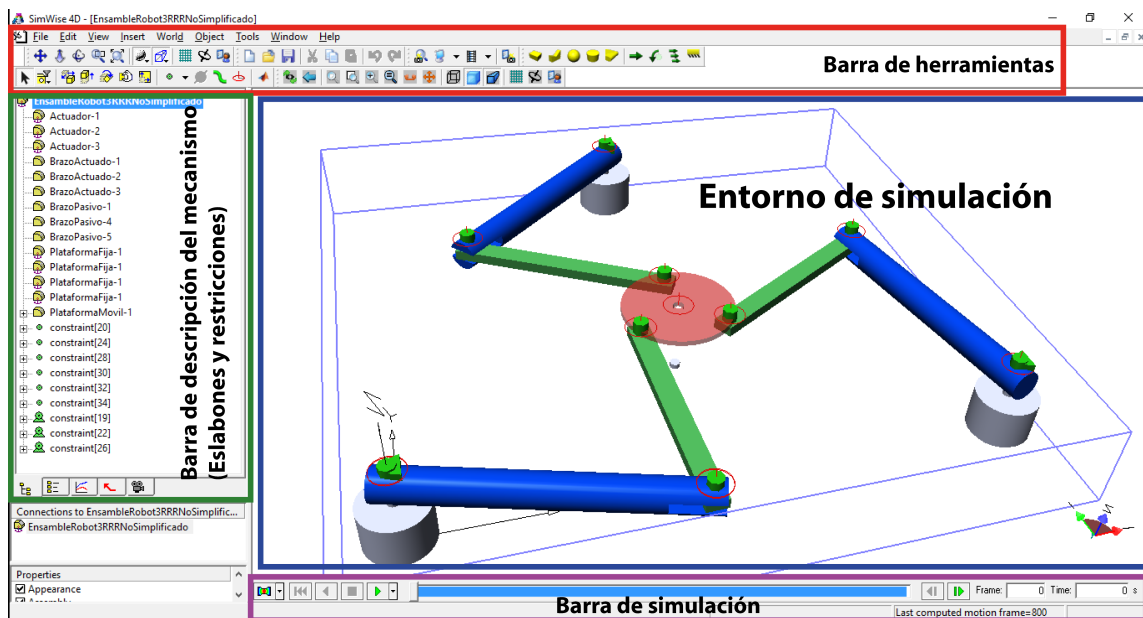 SimWise 4D - [EnsambleRobot3RRRNoSimplificado]
File Edit View Insert World Object Tools Window Help
Barra de herramientas
EnsambleRobot3RRRNoSimplificado
Actuador-1
Actuador-2
Actuador-3
BrazoActuado-1
BrazoActuado-2
BrazoActuado-3
BrazoPasivo-1
BrazoPasivo-4
BrazoPasivo-5
PlataformaFija-1
PlataformaFija-1
PlataformaFija-1
PlataformaFija-1
PlataformaMovil-1
constraint[20]
constraint[24]
constraint[28]
constraint[30]
constraint[32]
constraint[34]
constraint[19]
constraint[22]
constraint[26]
Barra de descripción del mecanismo
(Eslabones y restricciones)
Entorno de simulación
Connections to EnsambleRobot3RRRNoSimplific...
EnsambleRobot3RRRNoSimplificado
Properties
Appearance
Frame: 0 Time: 0 s
Barra de simulación
Last computed motion frame=800